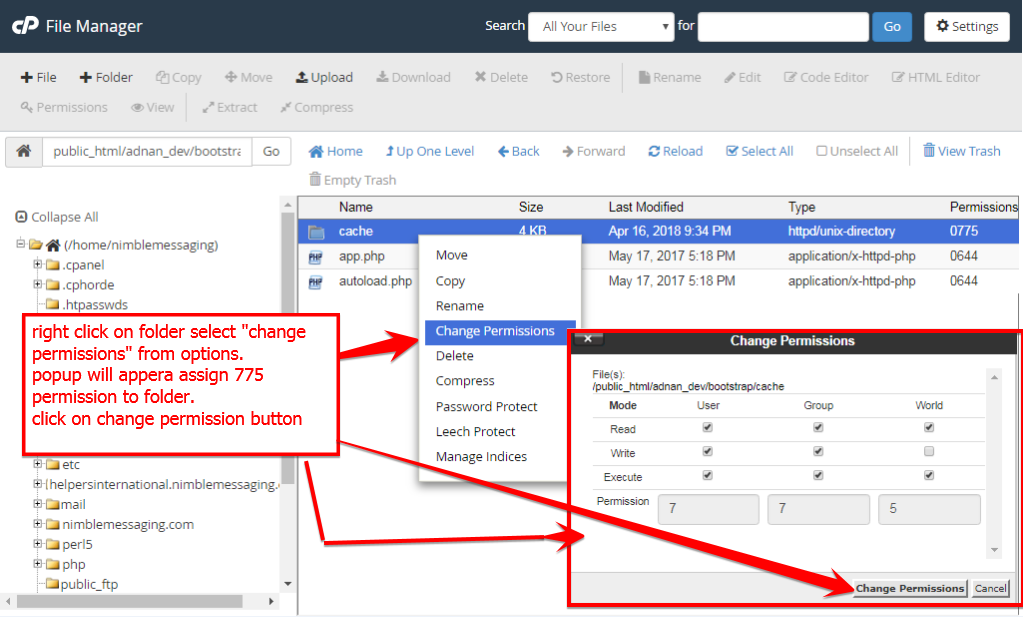 cP File Manager
Search All Your Files for Go Settings
File Folder Copy Move Upload Download Delete Restore Rename Edit Code Editor HTML Editor
Permissions View Extract Compress
public_html/adnan_dev/bootstra Go
Home Up One Level Back Forward Reload Select All Unselect All View Trash
Empty Trash
Collapse All
(/home/nimblemessaging)
.cpanel
.cphorde
.htpasswds
right click on folder select "change
permissions" from options.
popup will appera assign 775
permission to folder.
click on change permission button
etc
(helpersinternational.nimblemessaging.
mail
nimblemessaging.com
perl5
php
public_ftp
Name Size Last Modified Type Permissions
cache 4 KB Apr 16, 2018 9:34 PM httpd/unix-directory 0775
app.php May 17, 2017 5:18 PM application/x-httpd-php 0644
autoload.php May 17, 2017 5:18 PM application/x-httpd-php 0644
Move
Copy
Rename
Change Permissions
Delete
Compress
Password Protect
Leech Protect
Manage Indices
Change Permissions
File(s):
/public_html/adnan_dev/bootstrap/cache
Mode User Group World
Read
Write
Execute
Permission 7 7 5
Change Permissions Cancel